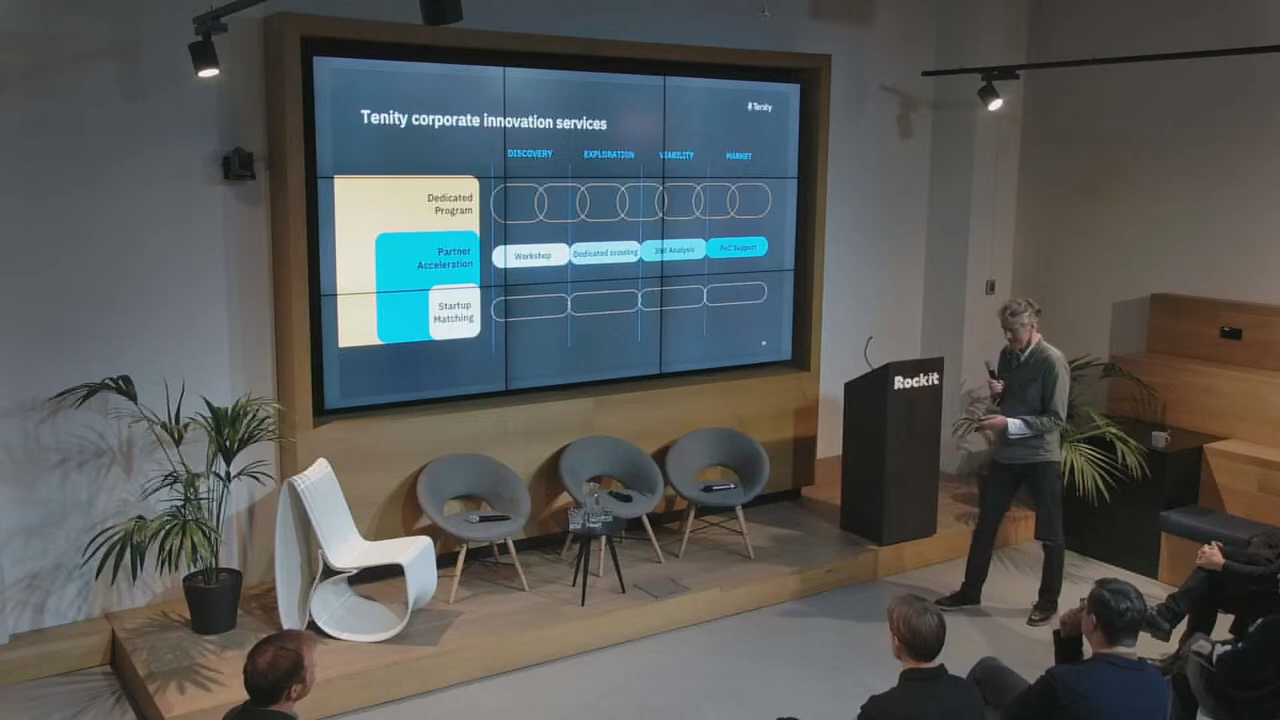 Tenity
Tenity corporate innovation services
DISCOVERY
EXPLORATION
VIABILITY
MARKET
Dedicated
Program
Partner
Acceleration
Workshop
Dedicated scouting
Analysis
PoC Support
Startup
Matching
Rockit